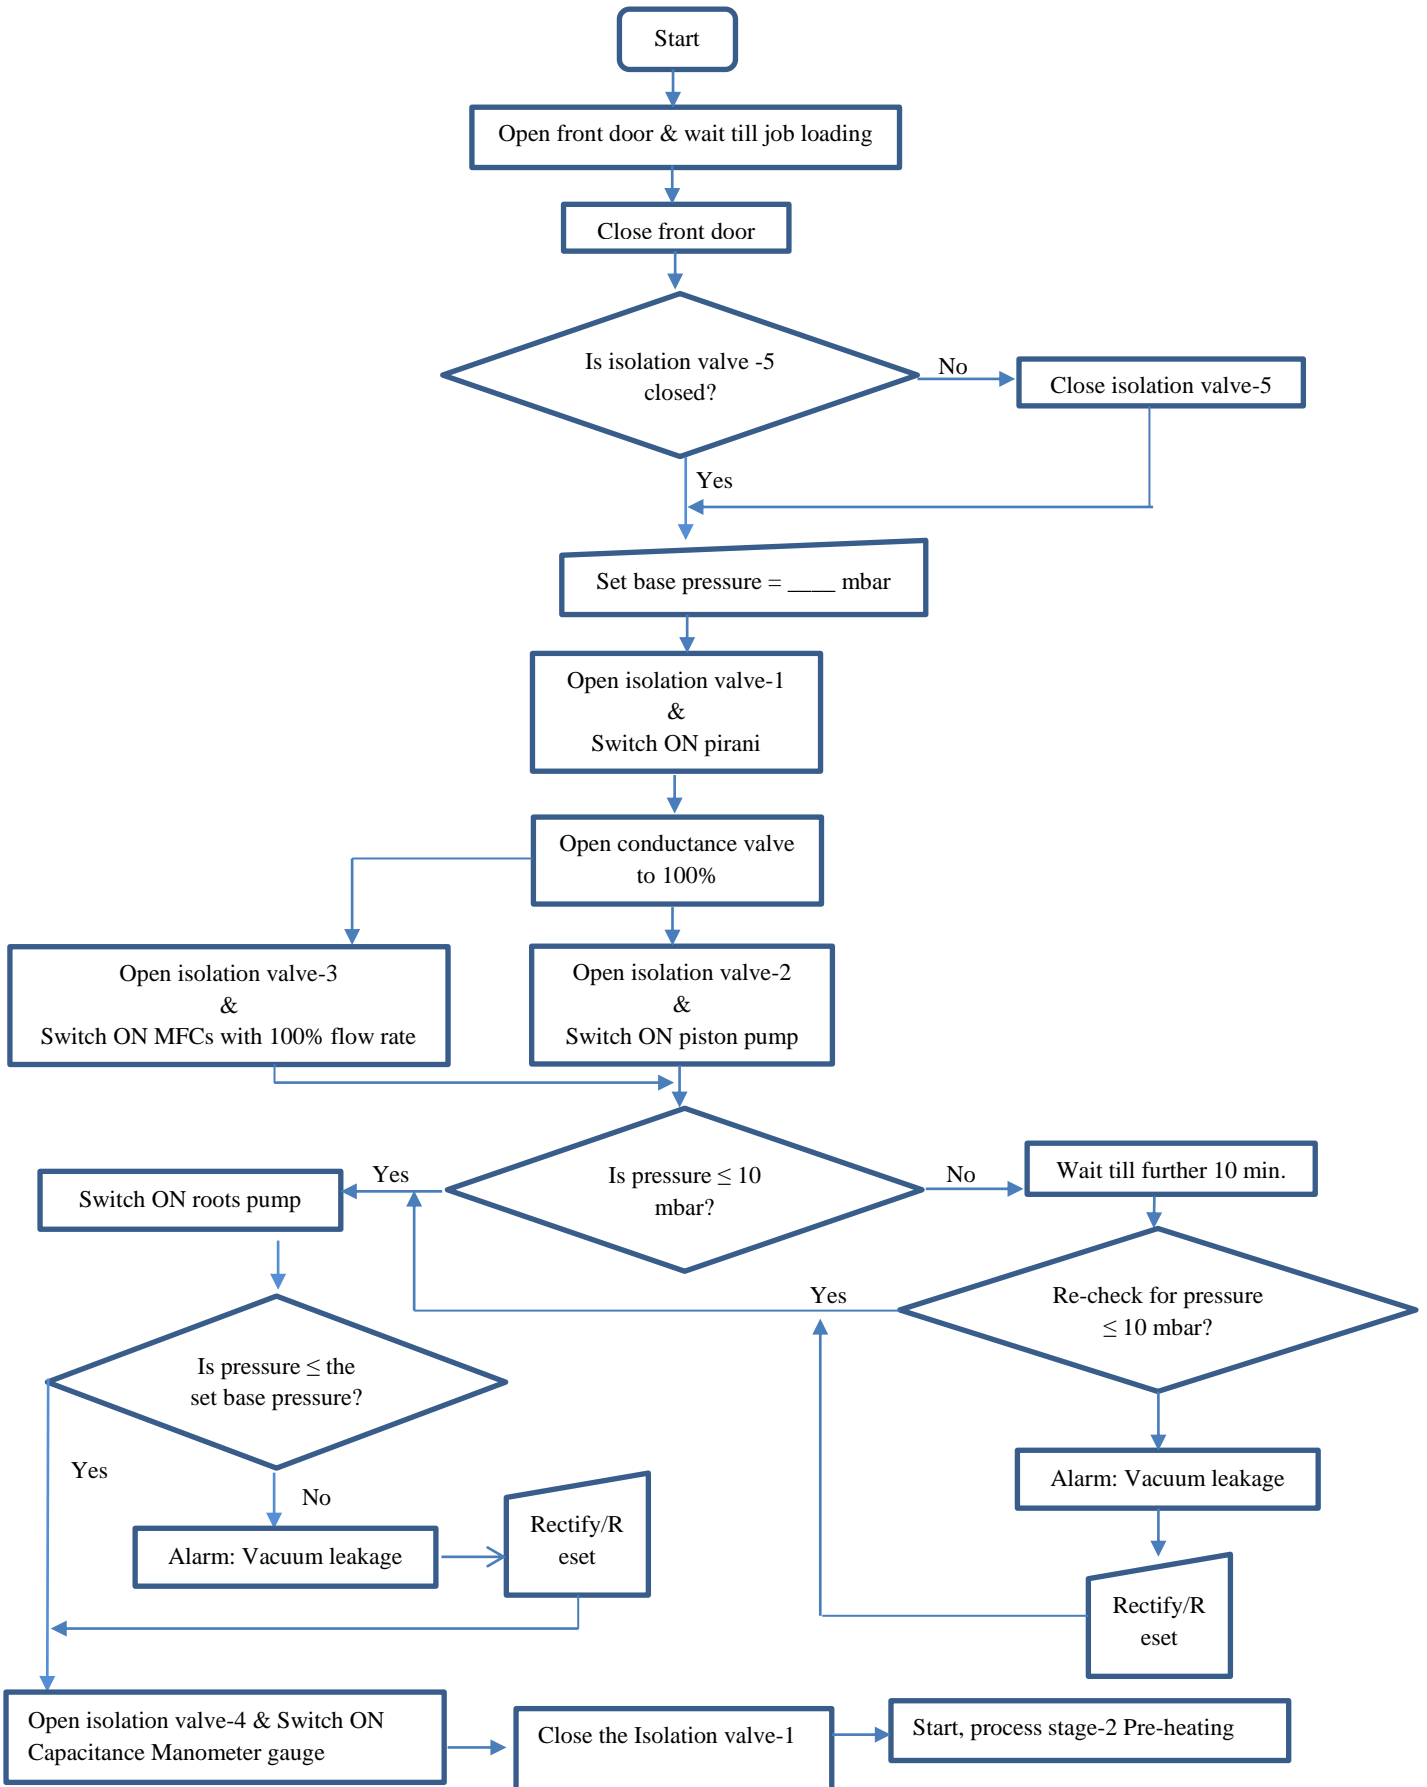 Start
Open front door & wait till job loading
Close front door
Is isolation valve -5
closed?
No
Close isolation valve-5
Yes
Set base pressure = ____ mbar
Open isolation valve-1
&
Switch ON pirani
Open conductance valve
to 100%
Open isolation valve-3
&
Switch ON MFCs with 100% flow rate
Open isolation valve-2
&
Switch ON piston pump
Is pressure ≤ 10
mbar?
Yes
No
Switch ON roots pump
Wait till further 10 min.
Re-check for pressure
≤ 10 mbar?
Yes
Is pressure ≤ the
set base pressure?
Yes
No
Alarm: Vacuum leakage
Rectify/R
eset
Alarm: Vacuum leakage
Rectify/R
eset
Open isolation valve-4 & Switch ON
Capacitance Manometer gauge
Close the Isolation valve-1
Start, process stage-2 Pre-heating